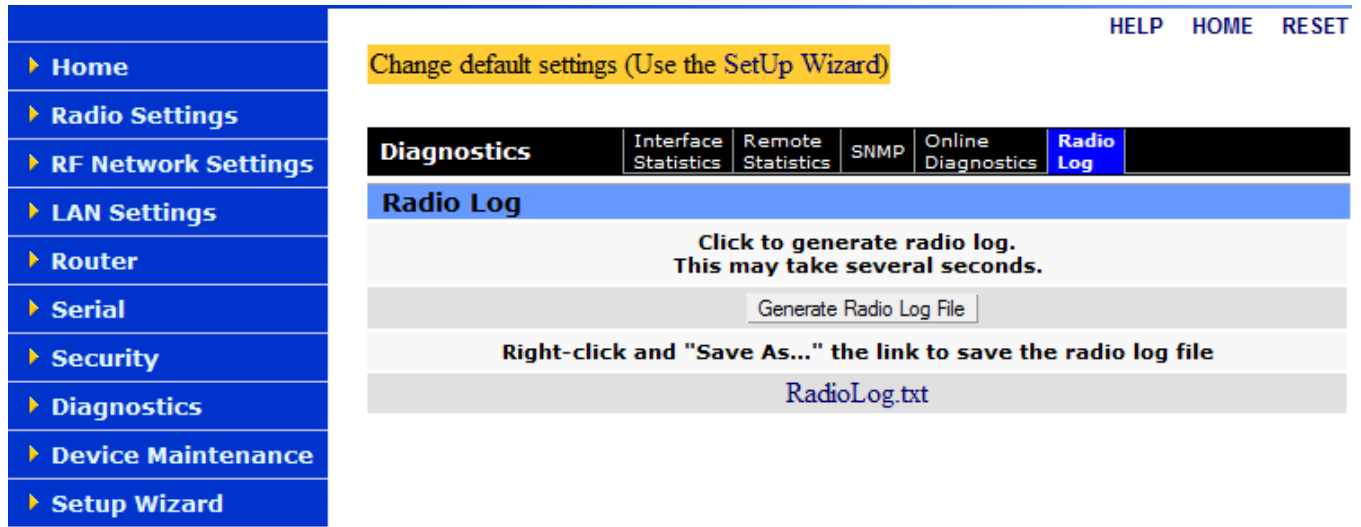 HELP HOME RESET
Home
Radio Settings
RF Network Settings
LAN Settings
Router
Serial
Security
Diagnostics
Device Maintenance
Setup Wizard
Change default settings (Use the SetUp Wizard)
Diagnostics
Interface Statistics
Remote Statistics
SNMP
Online Diagnostics
Radio Log
Radio Log
Click to generate radio log.
This may take several seconds.
Generate Radio Log File
Right-click and "Save As..." the link to save the radio log file
RadioLog.txt